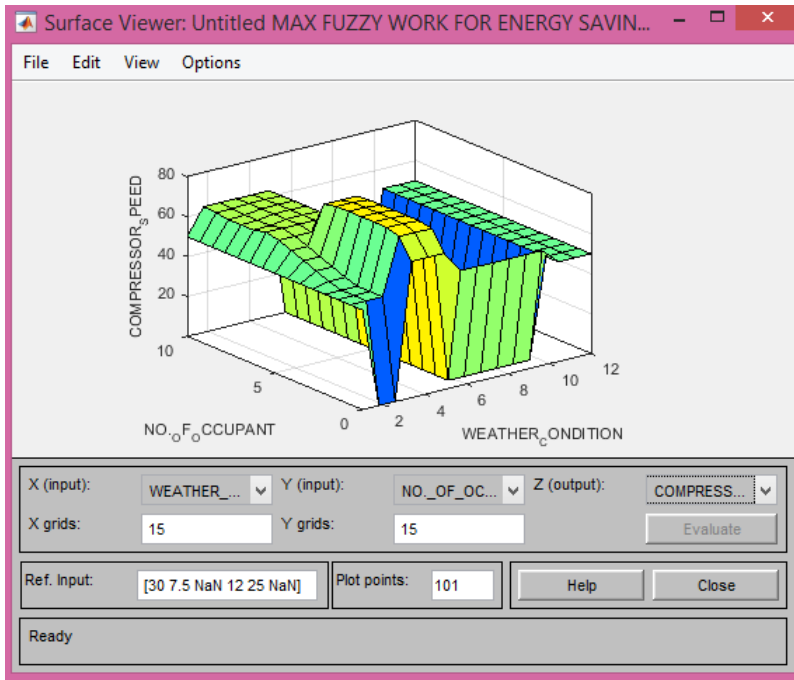 Surface Viewer: Untitled MAX FUZZY WORK FOR ENERGY SAVIN...
File Edit View Options
80
60
40
20
COMPRESSOR_SPEED
10
5
0
NO._OF_OCCUPANT
2
4
6
8
10
12
WEATHER_CONDITION
X (input): WEATHER_... Y (input): NO._OF_OC... Z (output): COMPRESS...
X grids: 15 Y grids: 15 Evaluate
Ref. Input: [30 7.5 NaN 12 25 NaN] Plot points: 101 Help Close
Ready